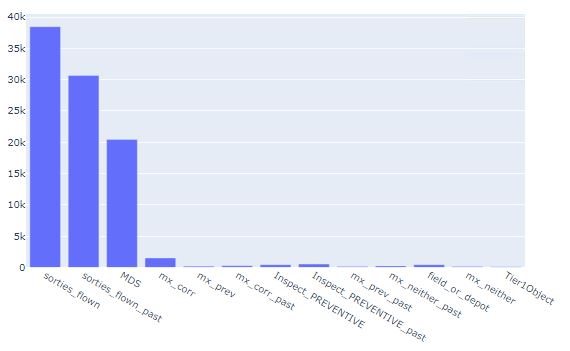 40k
35k
30k
25k
20k
15k
10k
5k
0
sorties_flown
sorties_flown_past
MDS
mx_corr
mx_prev
mx_corr_past
Inspect_PREVENTIVE
Inspect_PREVENTIVE_past
mx_prev_past
mx_neither_past
field_or_depot
mx_neither
Tier1Object